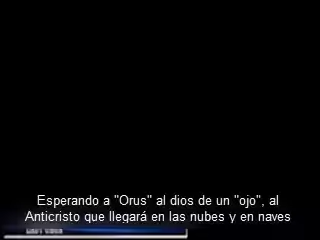 Esperando a "Orus" al dios de un "ojo", al
Anticristo que llegará en las nubes y en naves